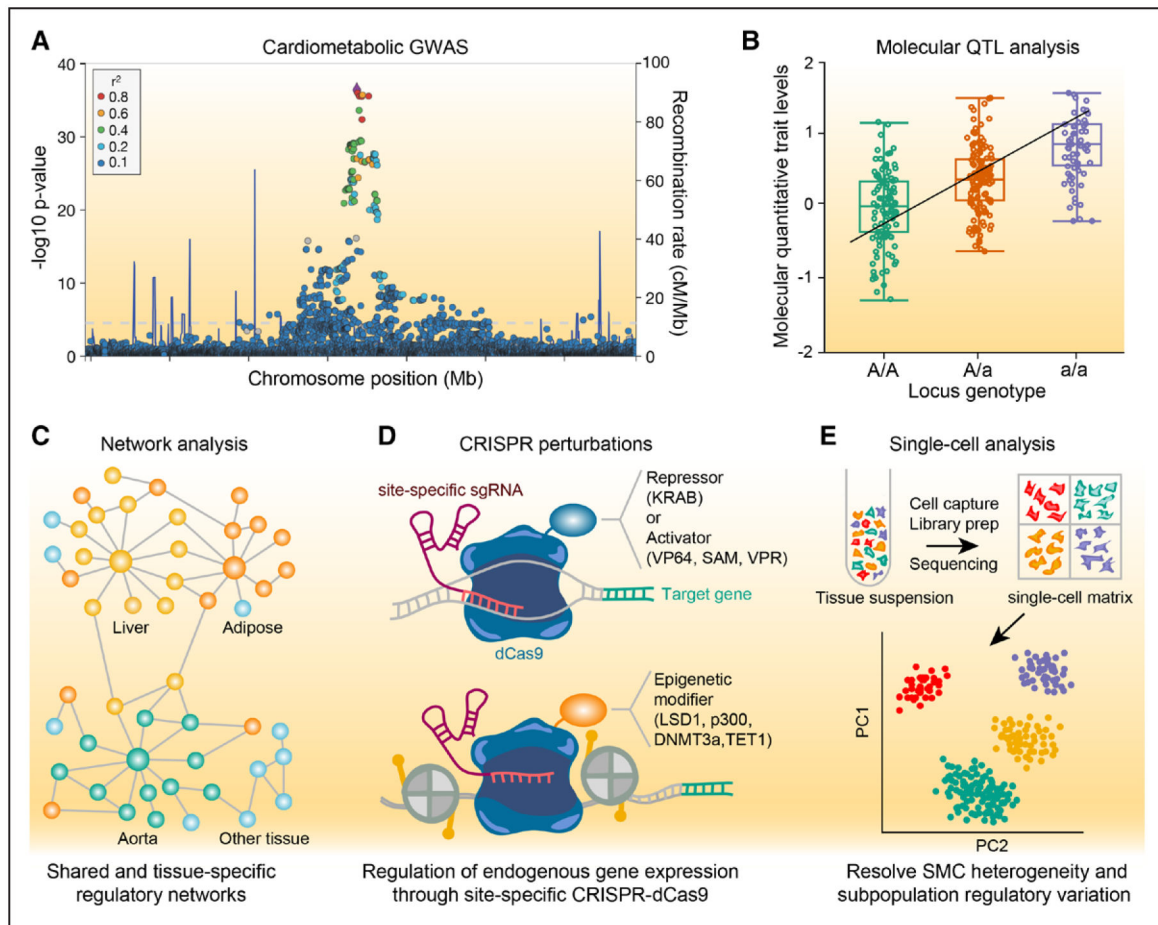 A
Cardiometabolic GWAS
40
30
20
10
0
-log10 p-value
r²
0.8
0.6
0.4
0.2
0.1
100
80
60
40
20
0
Recombination rate (cM/Mb)
Chromosome position (Mb)
B
Molecular QTL analysis
Molecular quantitative trait levels
2
1
0
-1
-2
A/A
A/a
a/a
Locus genotype
C
Network analysis
Liver
Adipose
Aorta
Other tissue
Shared and tissue-specific
regulatory networks
D
CRISPR perturbations
site-specific sgRNA
Repressor
(KRAB)
or
Activator
(VP64, SAM, VPR)
Target gene
dCas9
Epigenetic
modifier
(LSD1, p300,
DNMT3a,TET1)
Regulation of endogenous gene expression
through site-specific CRISPR-dCas9
E
Single-cell analysis
Cell capture
Library prep
Sequencing
Tissue suspension
single-cell matrix
PC1
PC2
Resolve SMC heterogeneity and
subpopulation regulatory variation